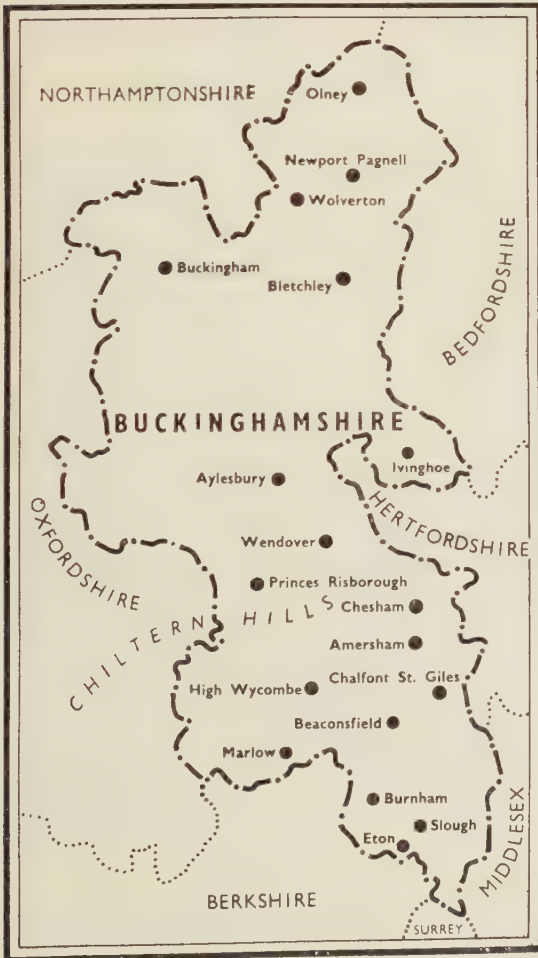 NORTHAMPTONSHIRE
Olney
Newport Pagnell
Wolverton
Buckingham
Bletchley
BEDFORDSHIRE
BUCKINGHAMSHIRE
Ivinghoe
Aylesbury
HERTFORDSHIRE
OXFORDSHIRE
Wendover
Princes Risborough
CHILTERN HILLS
Chesham
Amersham
Chalfont St. Giles
High Wycombe
Beaconsfield
Marlow
Burnham
Slough
Eton
MIDDLESEX
BERKSHIRE
SURREY